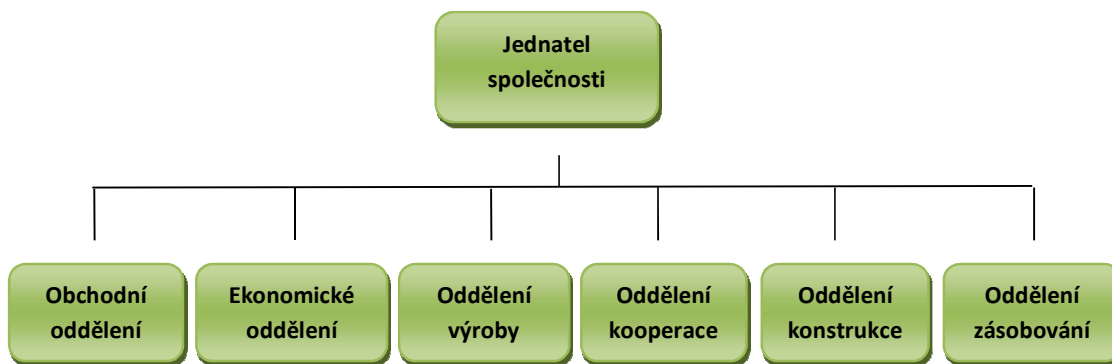 Jednatel
společnosti
Obchodní
oddělení
Ekonomické
oddělení
Oddělení
výroby
Oddělení
kooperace
Oddělení
konstrukce
Oddělení
zásobování